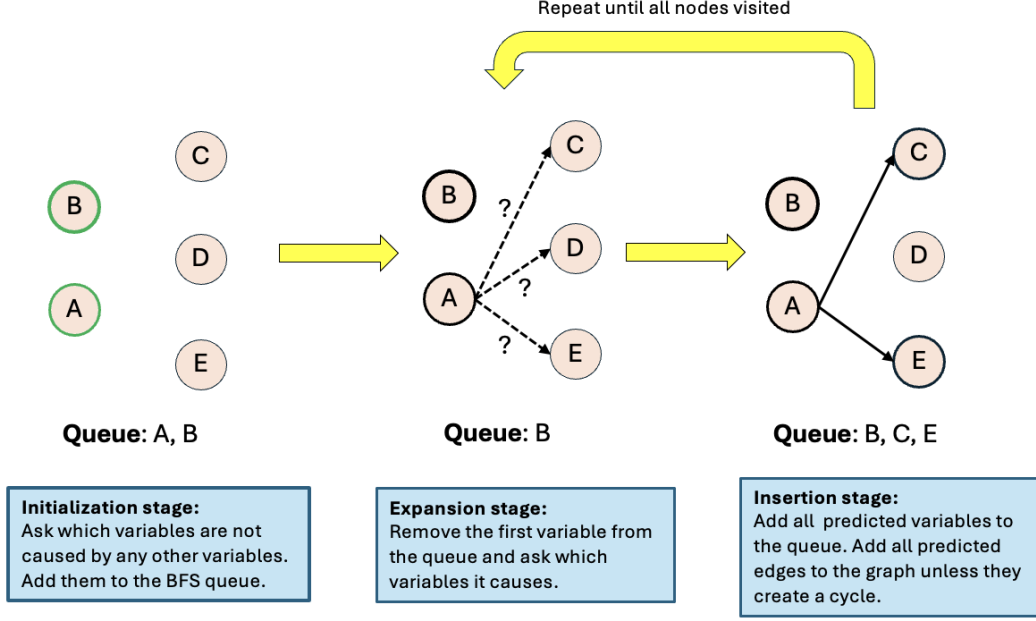 Repeat until all nodes visited
C
B
D
A
E
Queue: A, B
C
B
?
D
?
A
?
E
Queue: B
C
B
D
A
E
Queue: B, C, E
Initialization stage:
Ask which variables are not
caused by any other variables.
Add them to the BFS queue.
Expansion stage:
Remove the first variable from
the queue and ask which
variables it causes.
Insertion stage:
Add all predicted variables to
the queue. Add all predicted
edges to the graph unless they
create a cycle.